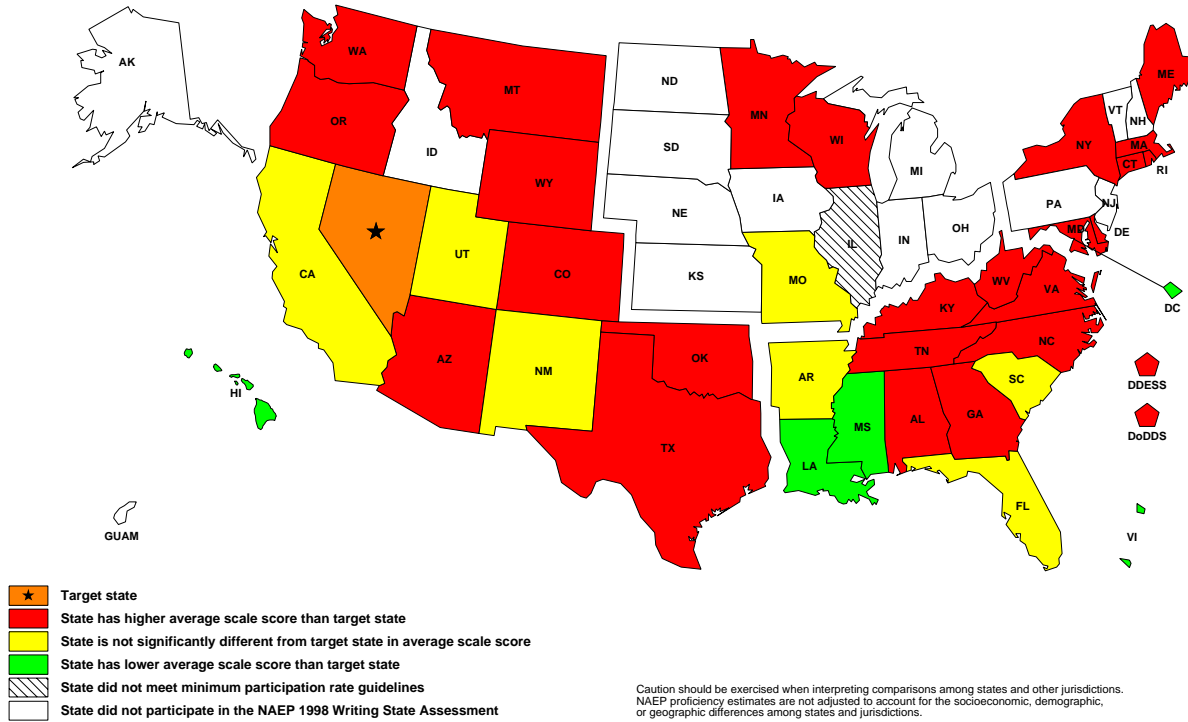 AK
WA
MT
ND
MN
ME
VT
NH
OR
ID
SD
WI
NY
MA
CT
RI
MI
WY
IA
NE
PA
NJ
OH
IN
IL
DE
MD
UT
CA
CO
KS
MO
WV
VA
KY
DC
NC
TN
AZ
NM
OK
AR
SC
DDESS
HI
MS
AL
GA
DoDDS
TX
LA
FL
GUAM
VI
Target state
State has higher average scale score than target state
State is not significantly different from target state in average scale score
State has lower average scale score than target state
State did not meet minimum participation rate guidelines
State did not participate in the NAEP 1998 Writing State Assessment
Caution should be exercised when interpreting comparisons among states and other jurisdictions.
NAEP proficiency estimates are not adjusted to account for the socioeconomic, demographic,
or geographic differences among states and jurisdictions.